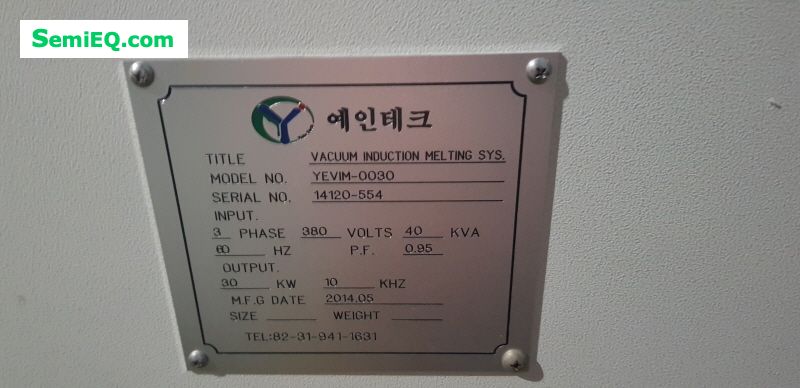 SemiEQ.com
예인테크
TITLE VACUUM INDUCTION MELTING SYS.
MODEL NO. YEVIM-0030
SERIAL NO. 14120-554
INPUT.
3 PHASE 380 VOLTS 40 KVA
60 HZ P.F. 0.95
OUTPUT.
30 KW 10 KHZ
M.F.G DATE 2014.05
SIZE WEIGHT
TEL:82-31-941-1631